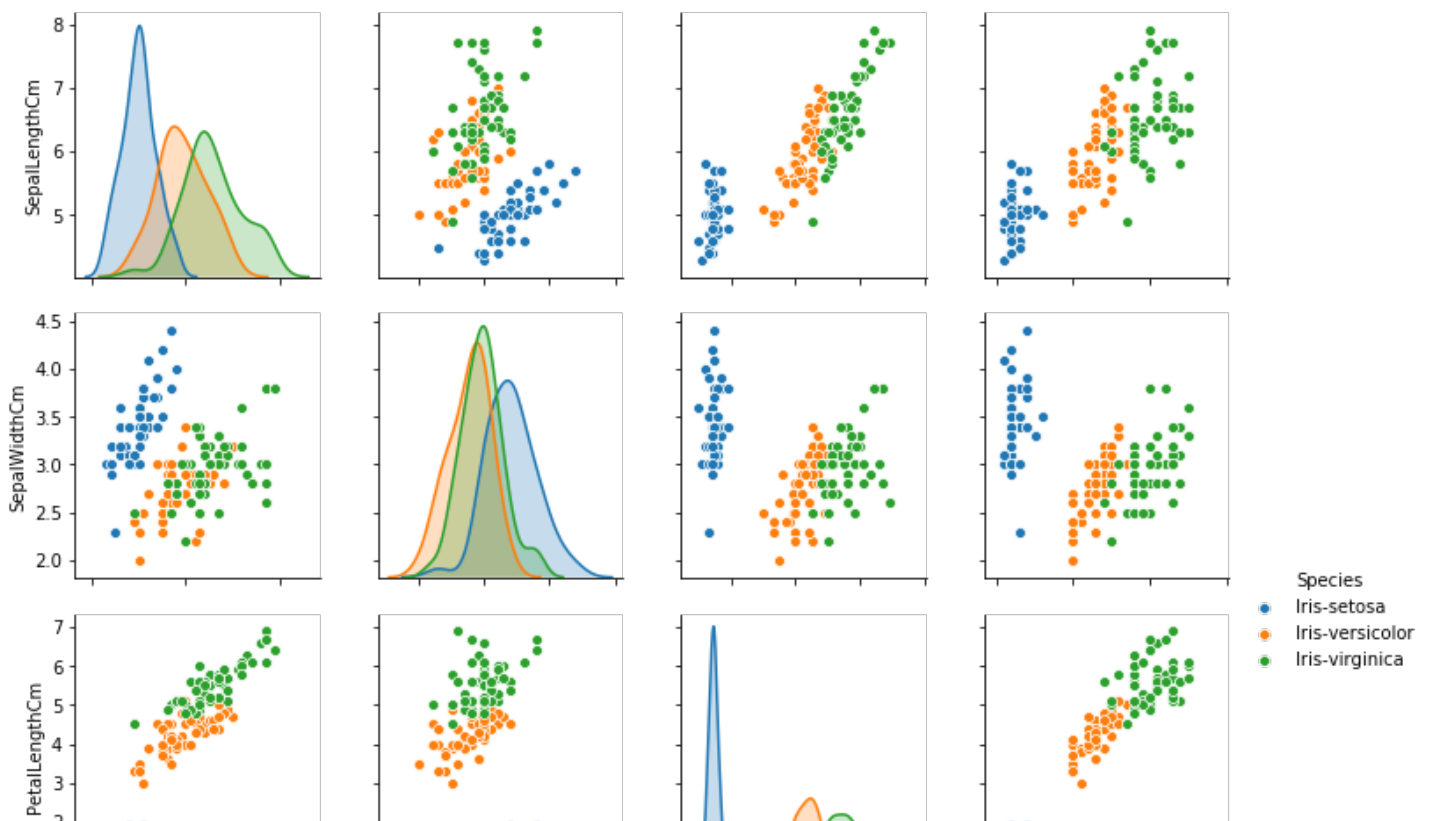 8
7
6
5
SepalLengthCm
4.5
4.0
3.5
3.0
2.5
2.0
SepalWidthCm
7
6
5
4
3
PetalLengthCm
Species
Iris-setosa
Iris-versicolor
Iris-virginica